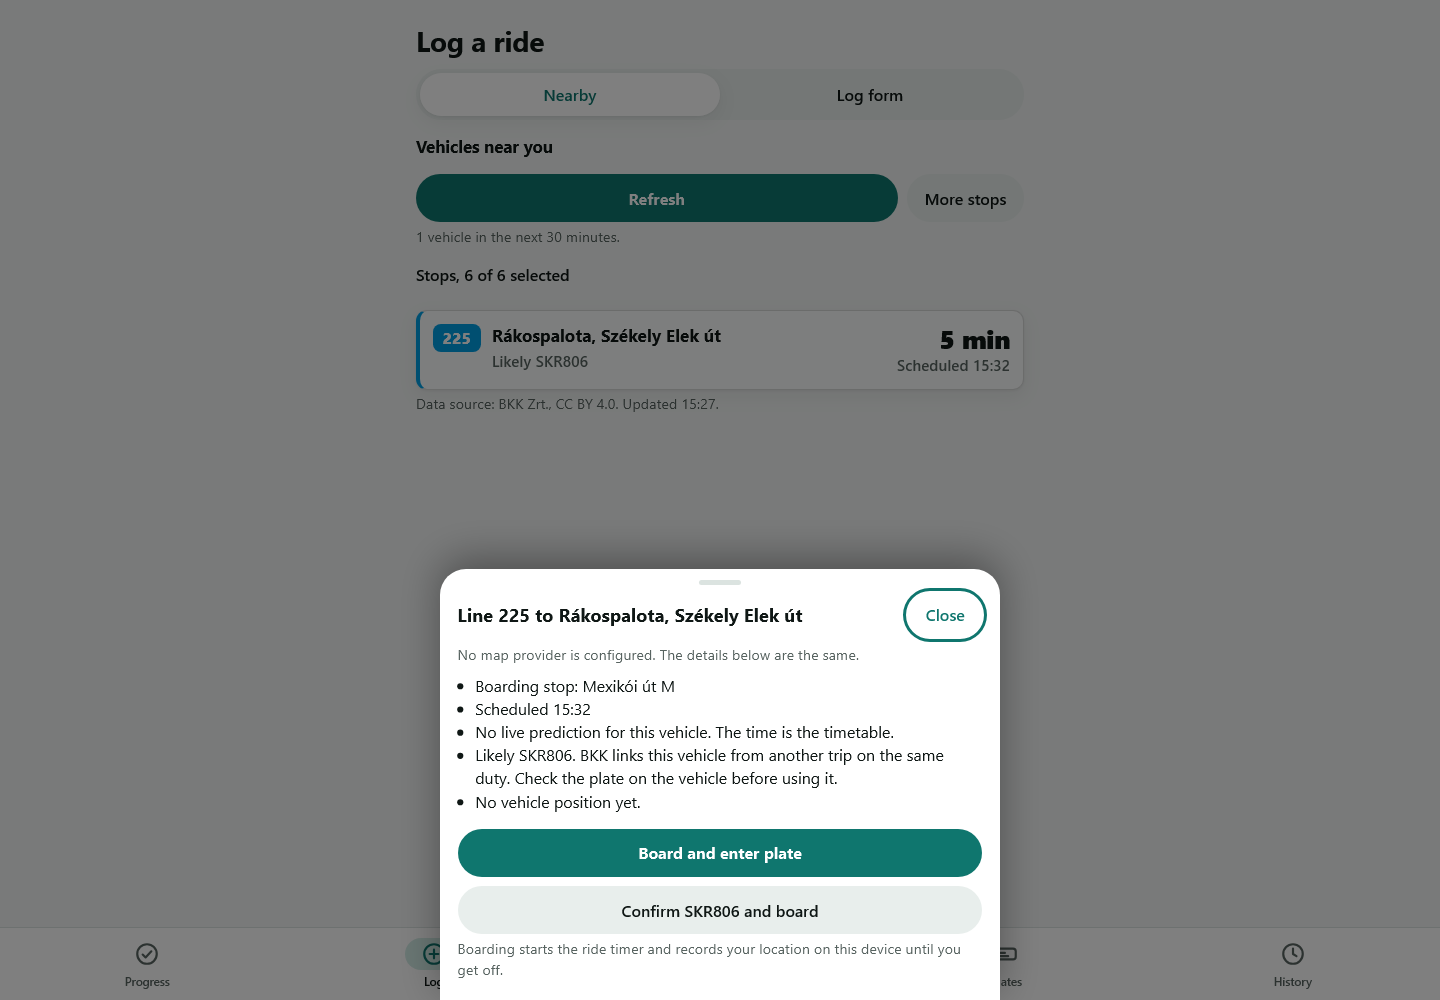 Log a ride
Nearby
Log form
Vehicles near you
Refresh
More stops
1 vehicle in the next 30 minutes.
Stops, 6 of 6 selected
225
Rákospalota, Székely Elek út
5 min
Likely SKR806
Scheduled 15:32
Data source: BKK Zrt., CC BY 4.0. Updated 15:27.
Line 225 to Rákospalota, Székely Elek út
Close
No map provider is configured. The details below are the same.
Boarding stop: Mexikói út M
Scheduled 15:32
No live prediction for this vehicle. The time is the timetable.
Likely SKR806. BKK links this vehicle from another trip on the same
duty. Check the plate on the vehicle before using it.
No vehicle position yet.
Board and enter plate
Confirm SKR806 and board
Boarding starts the ride timer and records your location on this device until you
get off.
Progress
Log
ates
History